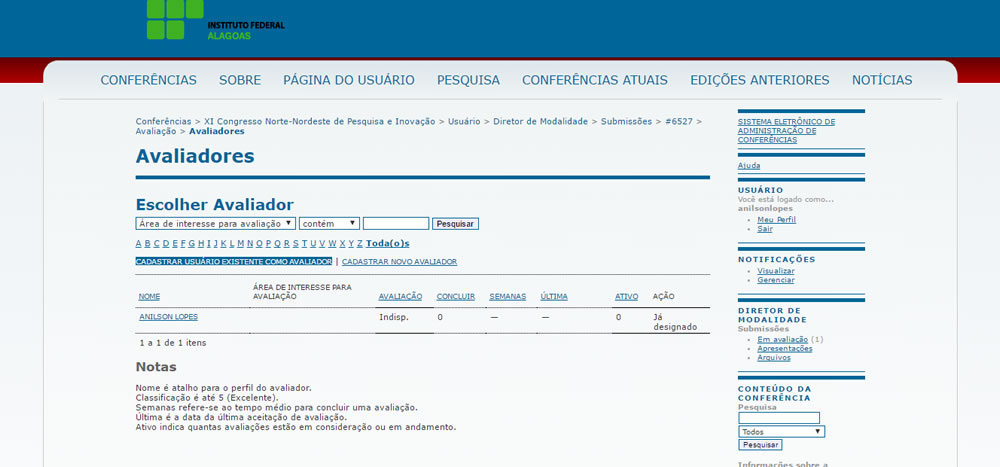 INSTITUTO FEDERAL
ALAGOAS
CONFERÊNCIAS SOBRE PÁGINA DO USUÁRIO PESQUISA CONFERÊNCIAS ATUAIS EDIÇÕES ANTERIORES NOTÍCIAS
Conferências > XI Congresso Norte-Nordeste de Pesquisa e Inovação > Usuário > Diretor de Modalidade > Submissões > #6527 >
Avaliação > Avaliadores
Avaliadores
Escolher Avaliador
Área de interesse para avaliação contém Pesquisar
A B C D E F G H I J K L M N O P Q R S T U V W X Y Z Toda(o)s
CADASTRAR USUÁRIO EXISTENTE COMO AVALIADOR | CADASTRAR NOVO AVALIADOR
NOME ÁREA DE INTERESSE PARA AVALIAÇÃO AVALIAÇÃO CONCLUIR SEMANAS ÚLTIMA ATIVO AÇÃO
ANILSON LOPES Indisp. 0 — — 0 Já designado
1 a 1 de 1 itens
Notas
Nome é atalho para o perfil do avaliador.
Classificação é até 5 (Excelente).
Semanas refere-se ao tempo médio para concluir uma avaliação.
Última é a data da última aceitação de avaliação.
Ativo indica quantas avaliações estão em consideração ou em andamento.
SISTEMA ELETRÔNICO DE
ADMINISTRAÇÃO DE
CONFERÊNCIAS
Ajuda
USUÁRIO
Você está logado como...
anilsonlopes
Meu Perfil
Sair
NOTIFICAÇÕES
Visualizar
Gerenciar
DIRETOR DE
MODALIDADE
Submissões
Em avaliação (1)
Apresentações
Arquivos
CONTEÚDO DA
CONFERÊNCIA
Pesquisa
Todos
Pesquisar
Informações sobre a